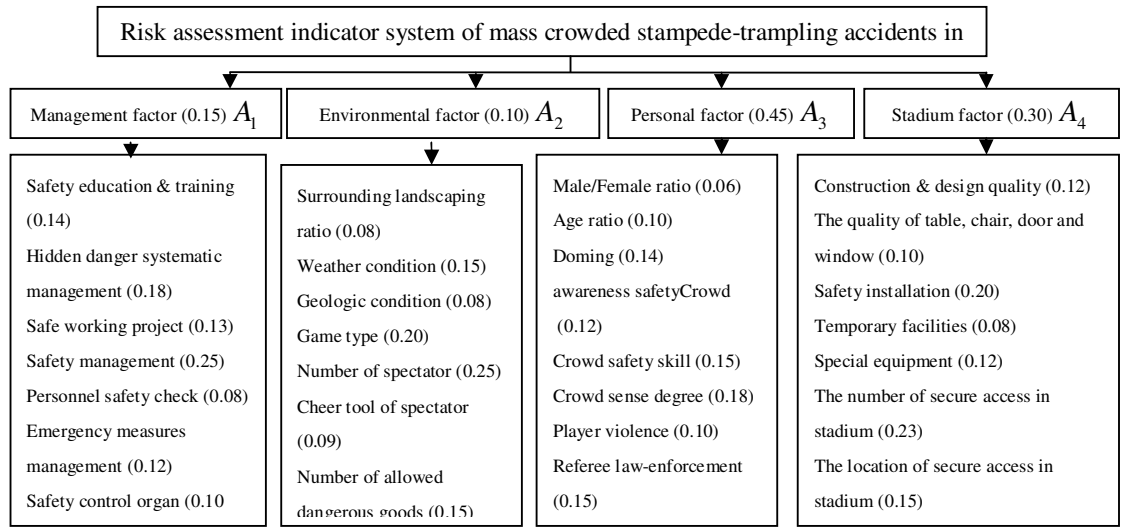 Risk assessment indicator system of mass crowded stampede-trampling accidents in
Management factor (0.15) A1
Environmental factor (0.10) A2
Personal factor (0.45) A3
Stadium factor (0.30) A4
Safety education & training
(0.14)
Hidden danger systematic
management (0.18)
Safe working project (0.13)
Safety management (0.25)
Personnel safety check (0.08)
Emergency measures
management (0.12)
Safety control organ (0.10
Surrounding landscaping
ratio (0.08)
Weather condition (0.15)
Geologic condition (0.08)
Game type (0.20)
Number of spectator (0.25)
Cheer tool of spectator
(0.09)
Number of allowed
dangerous goods (0.15)
Male/Female ratio (0.06)
Age ratio (0.10)
Doming (0.14)
awareness safetyCrowd
(0.12)
Crowd safety skill (0.15)
Crowd sense degree (0.18)
Player violence (0.10)
Referee law-enforcement
(0.15)
Construction & design quality (0.12)
The quality of table, chair, door and
window (0.10)
Safety installation (0.20)
Temporary facilities (0.08)
Special equipment (0.12)
The number of secure access in
stadium (0.23)
The location of secure access in
stadium (0.15)